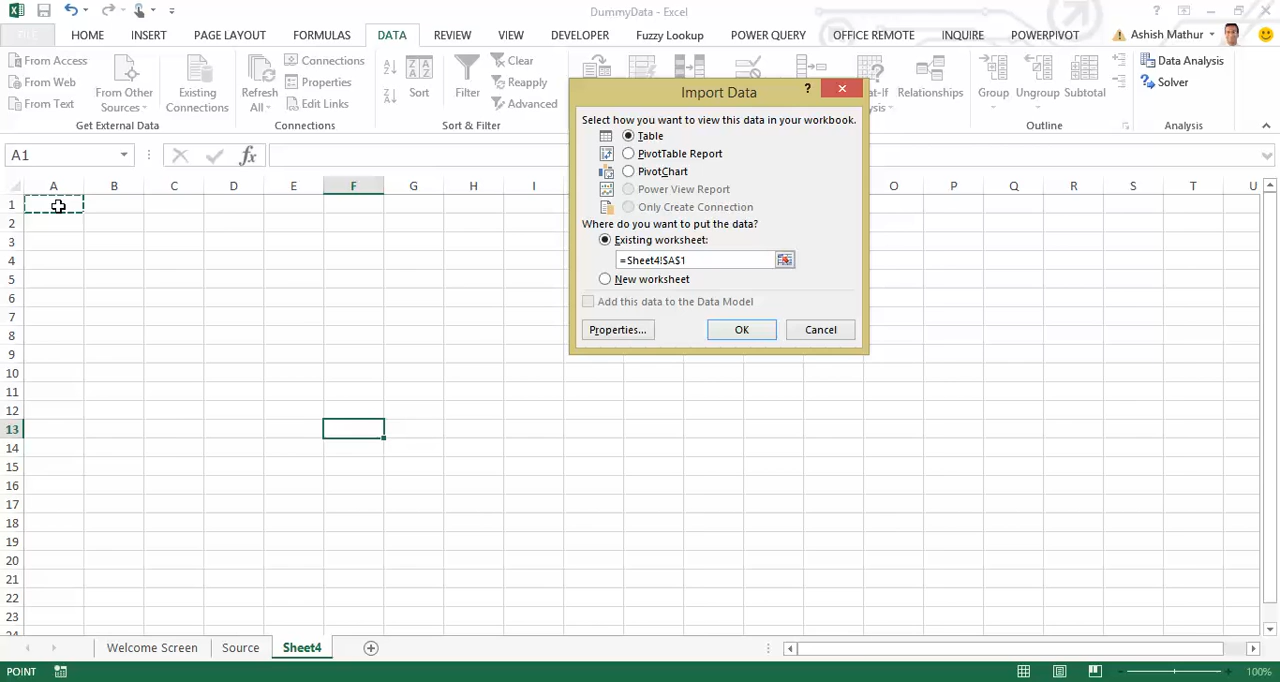 DummyData - Excel
FILE HOME INSERT PAGE LAYOUT FORMULAS DATA REVIEW VIEW DEVELOPER Fuzzy Lookup POWER QUERY OFFICE REMOTE INQUIRE POWERPIVOT Ashish Mathur
From Access
From Web
From Text
From Other Sources
Existing Connections
Get External Data
Refresh All
Connections
Properties
Edit Links
Connections
Sort
Filter
Clear
Reapply
Advanced
Sort & Filter
Relationships
Group
Ungroup
Subtotal
Outline
Data Analysis
Solver
Analysis
A1
fx
A B C D E F G H I O P Q R S T U
1
2
3
4
5
6
7
8
9
10
11
12
13
14
15
16
17
18
19
20
21
22
23
24
Import Data
?
Select how you want to view this data in your workbook.
Table
PivotTable Report
PivotChart
Power View Report
Only Create Connection
Where do you want to put the data?
Existing worksheet:
=Sheet4!$A$1
New worksheet
Add this data to the Data Model
Properties... OK Cancel
Welcome Screen Source Sheet4
POINT 100%